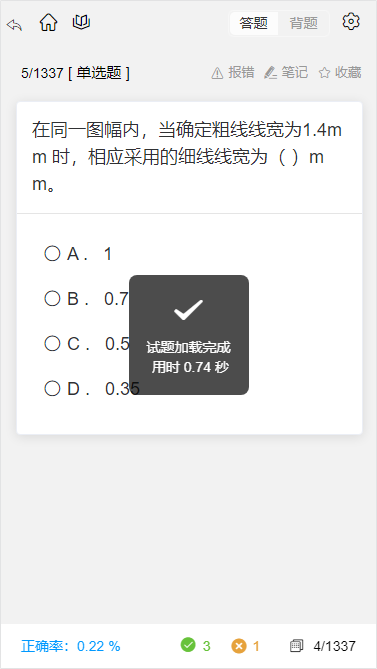 答题 背题
5/1337 [ 单选题 ] 报错 笔记 收藏
在同一图幅内，当确定粗线线宽为1.4m
m 时，相应采用的细线线宽为（ ）m
m。
A． 1
B． 0.7
C． 0.5
D． 0.35
试题加载完成
用时 0.74 秒
正确率：0.22 % 3 1 4/1337